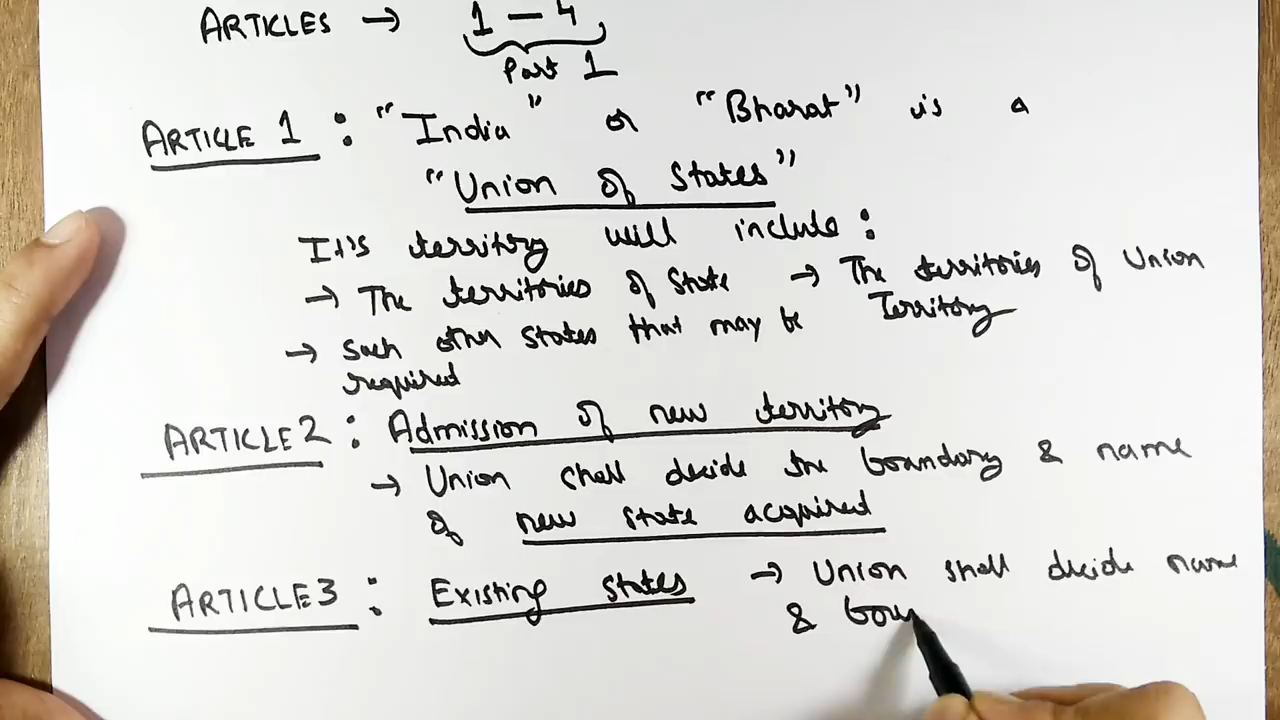 ARTICLES → 1 – 4
Part 1
ARTICLE 1 : "India" or "Bharat" is a
"Union of States"
It's territory will include :
→ The territories of State → The territories of Union Territory
→ Such other states that may be required
ARTICLE 2 : Admission of new territory
→ Union shall decide the boundary & name
of new state acquired
ARTICLE 3 : Existing states → Union shall decide name
& boun